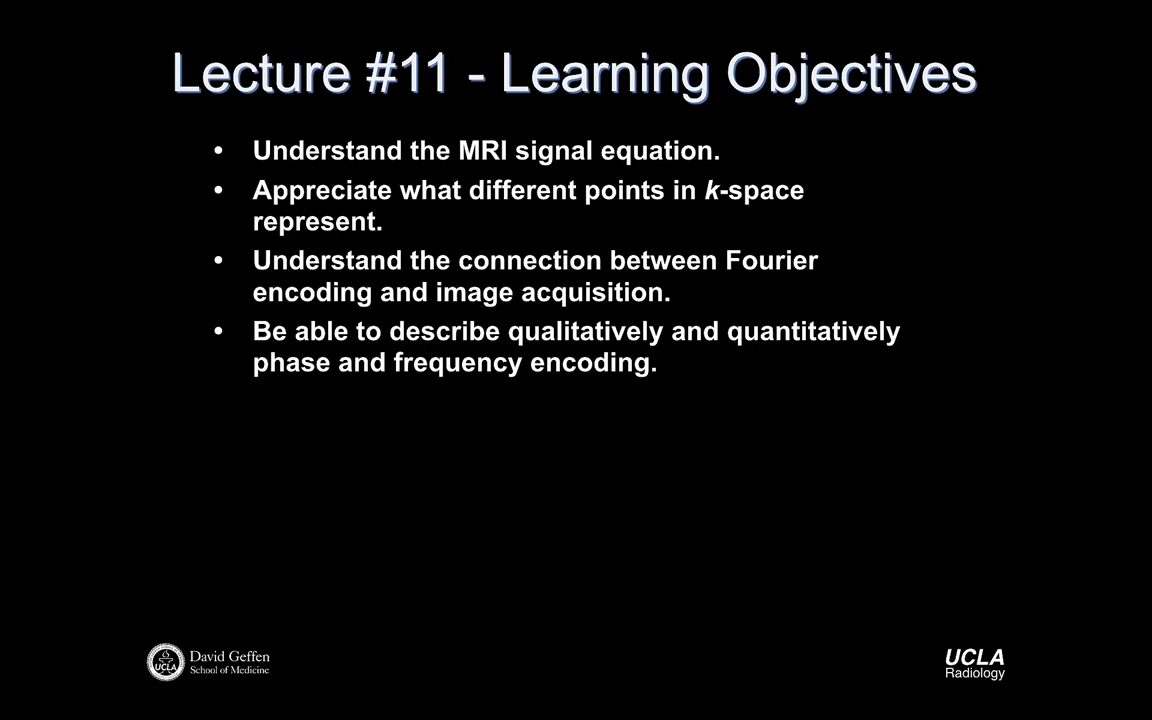 Lecture #11 - Learning Objectives
• Understand the MRI signal equation.
• Appreciate what different points in k-space
represent.
• Understand the connection between Fourier
encoding and image acquisition.
• Be able to describe qualitatively and quantitatively
phase and frequency encoding.
UCLA
David Geffen
School of Medicine
UCLA
Radiology